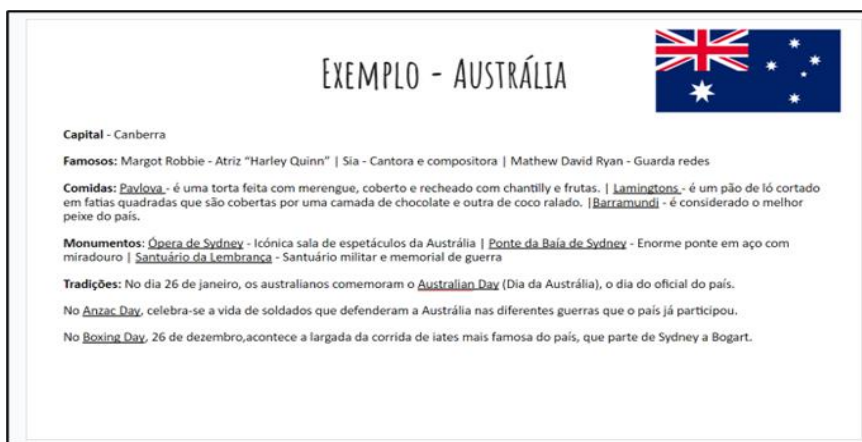 EXEMPLO - AUSTRÁLIA
Capital - Canberra
Famosos: Margot Robbie - Atriz “Harley Quinn” | Sia - Cantora e compositora | Mathew David Ryan - Guarda redes
Comidas: Pavlova - é uma torta feita com merengue, coberto e recheado com chantilly e frutas. | Lamingtons - é um pão de ló cortado
em fatias quadradas que são cobertas por uma camada de chocolate e outra de coco ralado. |Barramundi - é considerado o melhor
peixe do país.
Monumentos: Ópera de Sydney - Icónica sala de espetáculos da Austrália | Ponte da Baía de Sydney - Enorme ponte em aço com
miradouro | Santuário da Lembrança - Santuário militar e memorial de guerra
Tradições: No dia 26 de janeiro, os australianos comemoram o Australian Day (Dia da Austrália), o dia do oficial do país.
No Anzac Day, celebra-se a vida de soldados que defenderam a Austrália nas diferentes guerras que o país já participou.
No Boxing Day, 26 de dezembro,acontece a largada da corrida de iates mais famosa do país, que parte de Sydney a Bogart.